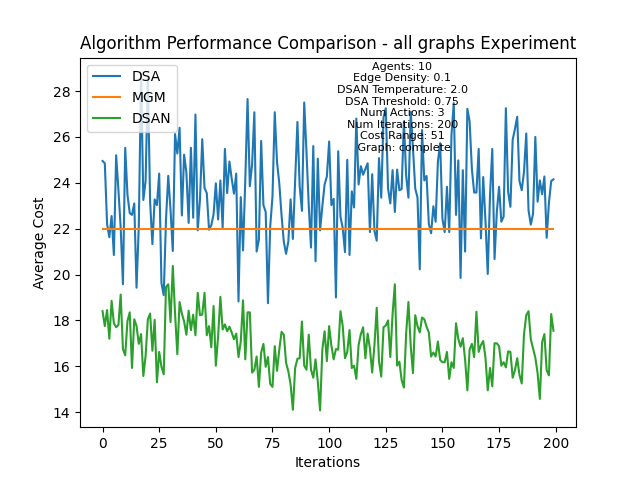 Algorithm Performance Comparison - all graphs Experiment
DSA
MGM
DSAN
Agents: 10
Edge Density: 0.1
DSAN Temperature: 2.0
DSA Threshold: 0.75
Num Actions: 3
Num Iterations: 200
Cost Range: 51
Graph: complete
Average Cost
28
26
24
22
20
18
16
14
0
25
50
75
100
125
150
175
200
Iterations